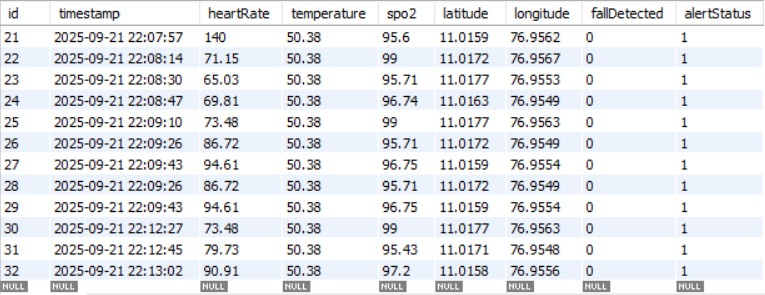 id timestamp heartRate temperature spo2 latitude longitude fallDetected alertStatus
21 2025-09-21 22:07:57 140 50.38 95.6 11.0159 76.9562 0 1
22 2025-09-21 22:08:14 71.15 50.38 99 11.0172 76.9567 0 1
23 2025-09-21 22:08:30 65.03 50.38 95.71 11.0177 76.9553 0 1
24 2025-09-21 22:08:47 69.81 50.38 96.74 11.0163 76.9549 0 1
25 2025-09-21 22:09:10 73.48 50.38 99 11.0177 76.9563 0 1
26 2025-09-21 22:09:26 86.72 50.38 95.71 11.0172 76.9549 0 1
27 2025-09-21 22:09:43 94.61 50.38 96.75 11.0159 76.9554 0 1
28 2025-09-21 22:09:26 86.72 50.38 95.71 11.0172 76.9549 0 1
29 2025-09-21 22:09:43 94.61 50.38 96.75 11.0159 76.9554 0 1
30 2025-09-21 22:12:27 73.48 50.38 99 11.0177 76.9563 0 1
31 2025-09-21 22:12:45 79.73 50.38 95.43 11.0171 76.9548 0 1
32 2025-09-21 22:13:02 90.91 50.38 97.2 11.0158 76.9556 0 1
NULL NULL NULL NULL NULL NULL NULL NULL NULL